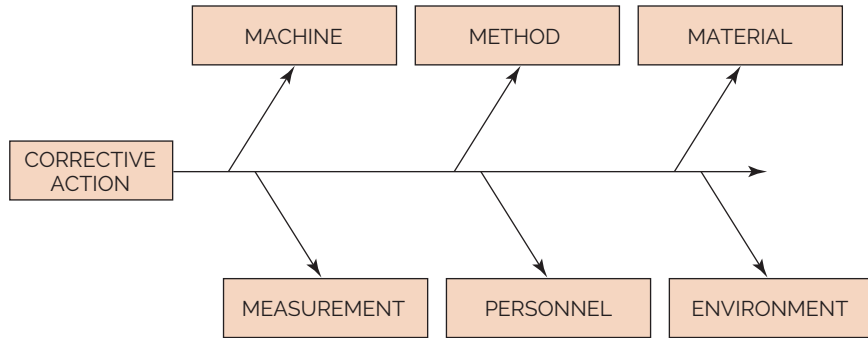 MACHINE
METHOD
MATERIAL
CORRECTIVE
ACTION
MEASUREMENT
PERSONNEL
ENVIRONMENT